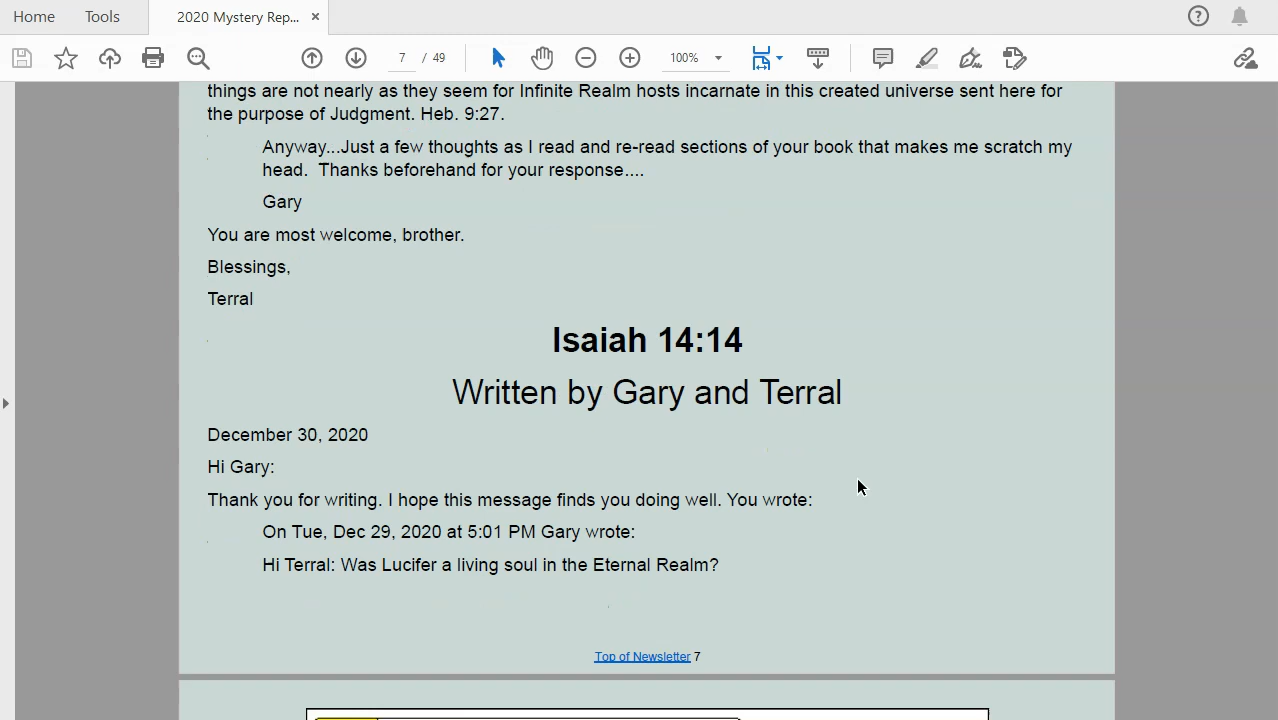 Home Tools 2020 Mystery Rep... ×
7 / 49 100%
things are not nearly as they seem for Infinite Realm hosts incarnate in this created universe sent here for
the purpose of Judgment. Heb. 9:27.
Anyway...Just a few thoughts as I read and re-read sections of your book that makes me scratch my
head. Thanks beforehand for your response....
Gary
You are most welcome, brother.
Blessings,
Terral
Isaiah 14:14
Written by Gary and Terral
December 30, 2020
Hi Gary:
Thank you for writing. I hope this message finds you doing well. You wrote:
On Tue, Dec 29, 2020 at 5:01 PM Gary wrote:
Hi Terral: Was Lucifer a living soul in the Eternal Realm?
Top of Newsletter 7